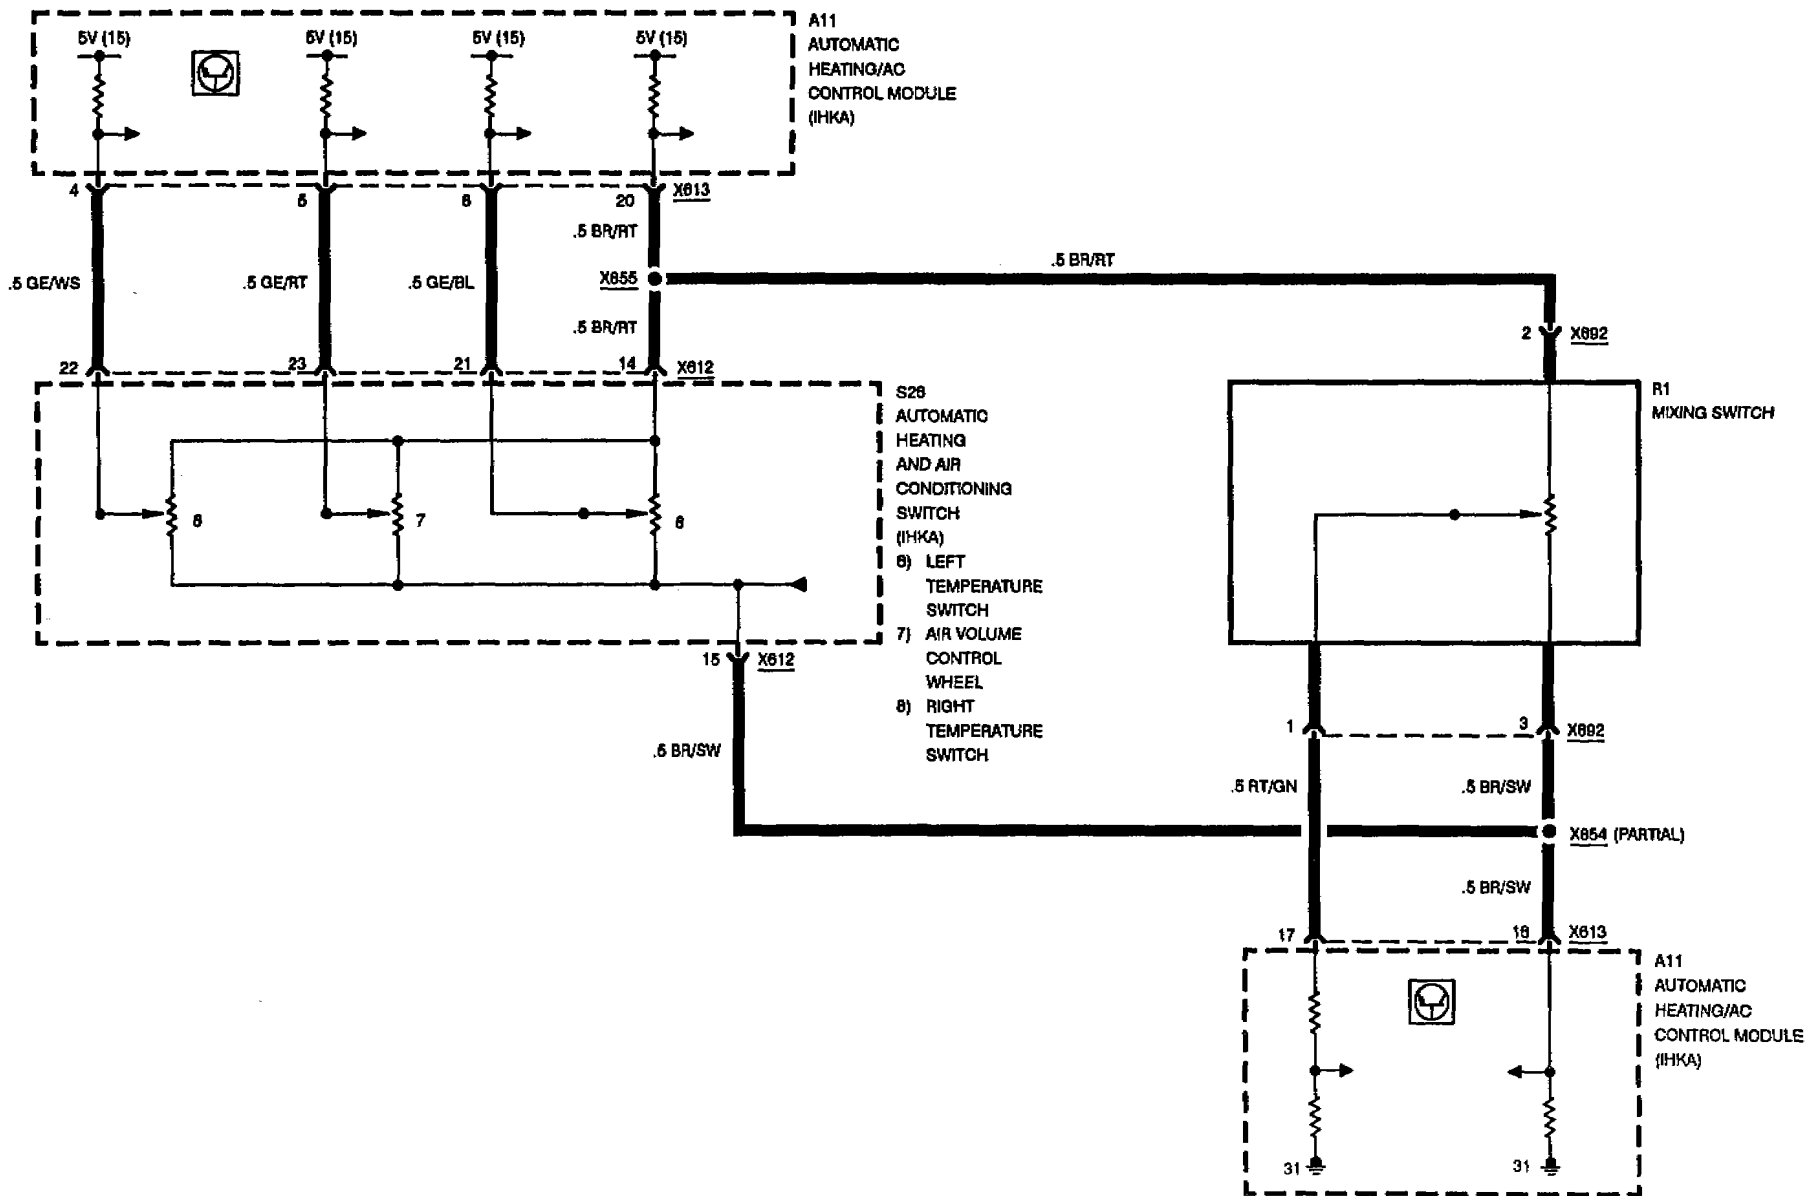 A11
5V (15) 5V (15) 5V (15) 5V (15)
AUTOMATIC
HEATING/AC
CONTROL MODULE
(IHKA)
4 5 6 20 X613
.5 BR/RT
.5 GE/WS .5 GE/RT .5 GE/BL X655 .5 BR/RT
.5 BR/RT
2 X692
22 23 21 14 X612
S26
AUTOMATIC
HEATING
AND AIR
CONDITIONING
SWITCH
(IHKA)
6) LEFT
TEMPERATURE
SWITCH
7) AIR VOLUME
CONTROL
WHEEL
8) RIGHT
TEMPERATURE
SWITCH
R1
MIXING SWITCH
8 7 6
15 X612
.5 BR/SW
1 3 X692
.5 RT/GN .5 BR/SW
X654 (PARTIAL)
.5 BR/SW
17 18 X613
A11
AUTOMATIC
HEATING/AC
CONTROL MODULE
(IHKA)
31 31